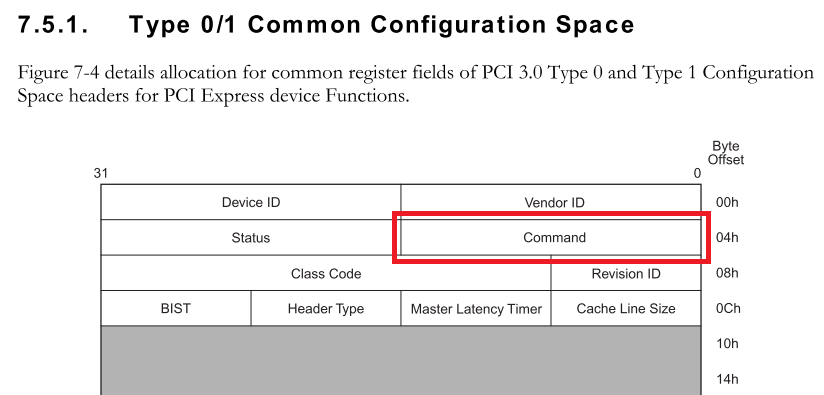 7.5.1. Type 0/1 Common Configuration Space
Figure 7-4 details allocation for common register fields of PCI 3.0 Type 0 and Type 1 Configuration
Space headers for PCI Express device Functions.
Byte
Offset
31 0
Device ID Vendor ID 00h
Status Command 04h
Class Code Revision ID 08h
BIST Header Type Master Latency Timer Cache Line Size 0Ch
10h
14h